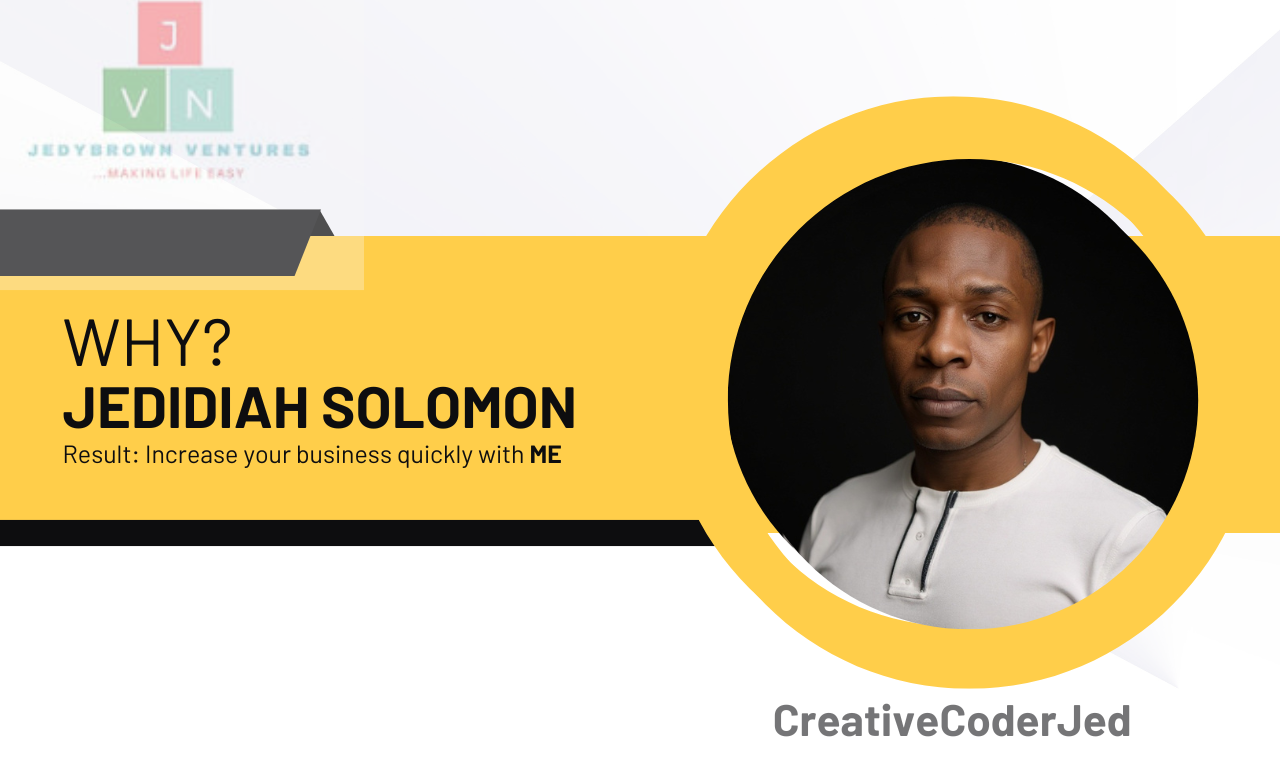 J
V N
JEDYBROWN VENTURES
...MAKING LIFE EASY
WHY?
JEDIDIAH SOLOMON
Result: Increase your business quickly with ME
CreativeCoderJed